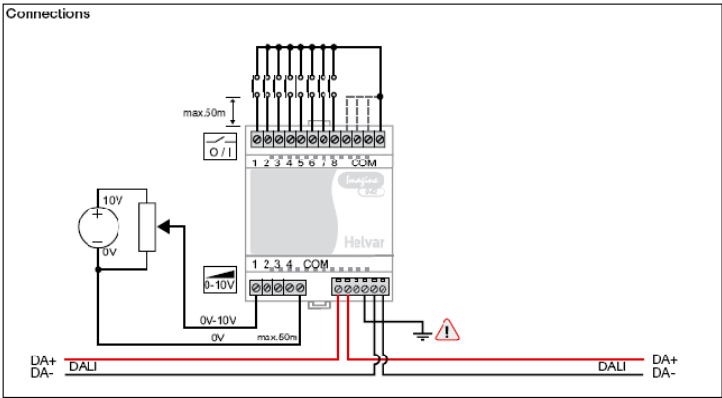 Connections
max.50m
O / I
1 2 3 4 5 6 7 8 COM
Imagine
10V
0V
Helvar
1 2 3 4 COM
0-10V
0V-10V
0V max.50m
DA+ DALI DALI DA+
DA- DA-